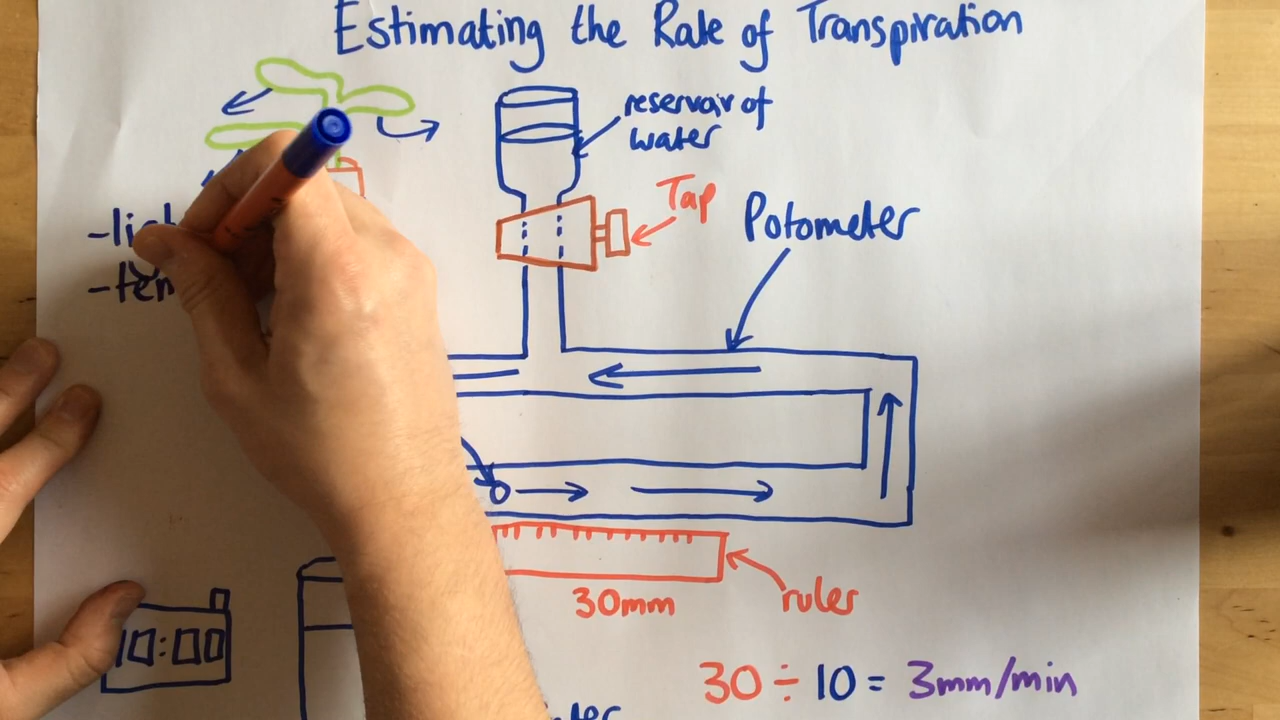 Estimating the Rate of Transpiration
reservoir of
water
Tap
Potometer
ruler
30mm
10:00
30 ÷ 10 = 3mm/min